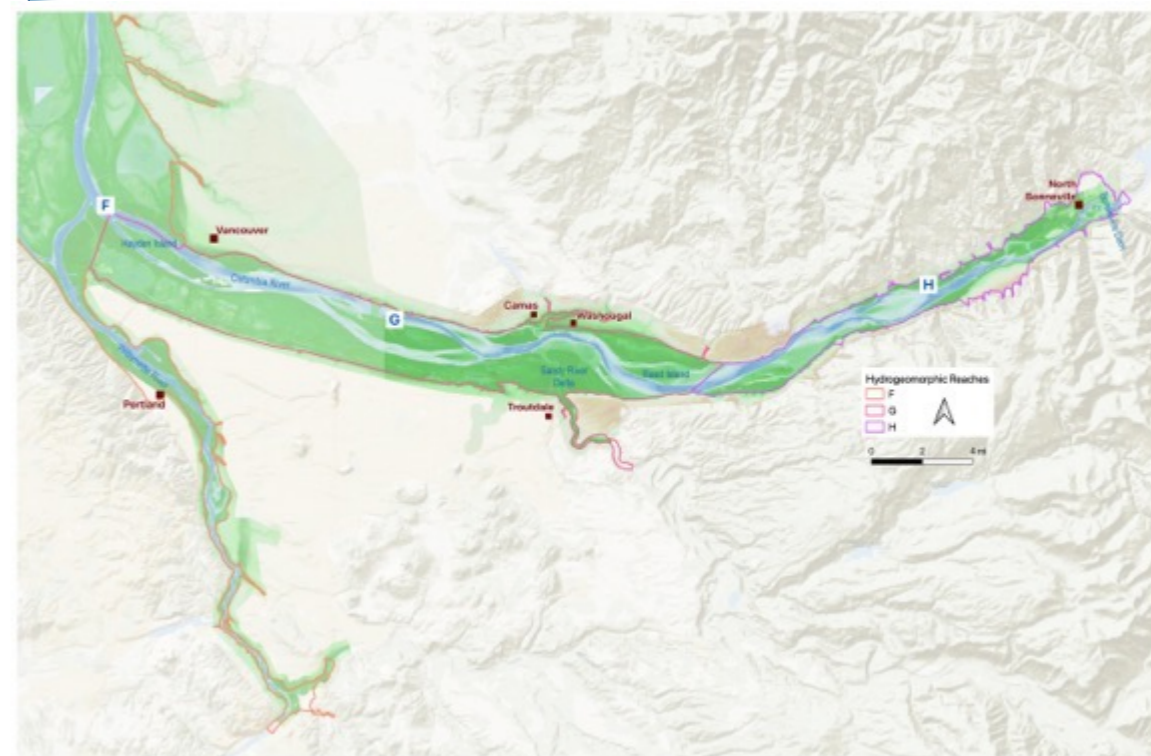 North
Bonneville
F
Vancouver
Hayden Island
Columbia River
H
Camas
G
Washougal
Sandy River
Delta
Reed Island
Willamette River
Hydrogeomorphic Reaches
F
G
H
Portland
Troutdale
0 2 4 mi